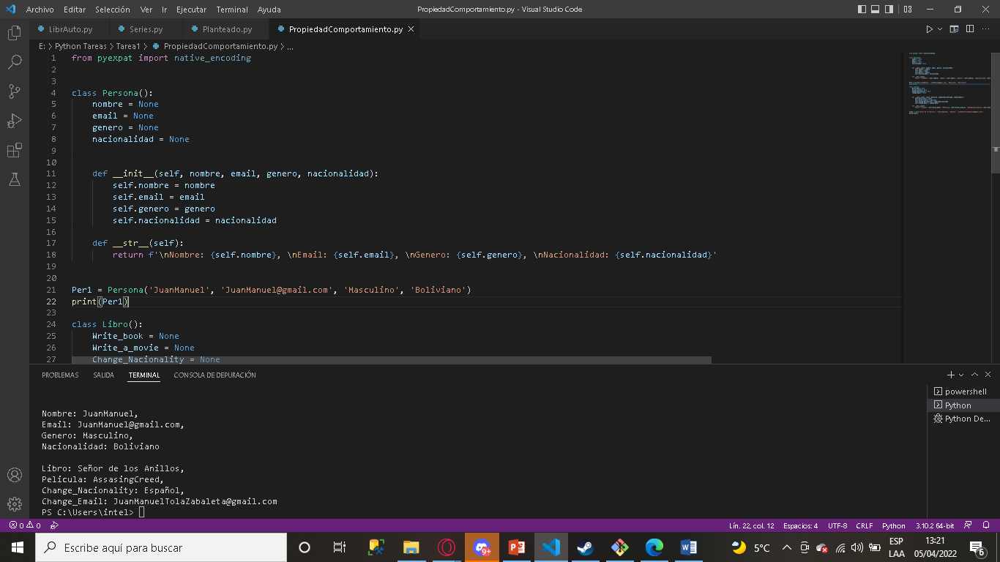 Archivo Editar Selección Ver Ir Ejecutar Terminal Ayuda PropiedadComportamiento.py - Visual Studio Code
LibrAuto.py Series.py Planteado.py PropiedadComportamiento.py
E: > Python Tareas > Tarea1 > PropiedadComportamiento.py > ...
1 from pyexpat import native_encoding
2
3
4 class Persona():
5 nombre = None
6 email = None
7 genero = None
8 nacionalidad = None
9
10
11 def __init__(self, nombre, email, genero, nacionalidad):
12 self.nombre = nombre
13 self.email = email
14 self.genero = genero
15 self.nacionalidad = nacionalidad
16
17 def __str__(self):
18 return f'\nNombre: {self.nombre}, \nEmail: {self.email}, \nGenero: {self.genero}, \nNacionalidad: {self.nacionalidad}'
19
20
21 Per1 = Persona('JuanManuel', 'JuanManuel@gmail.com', 'Masculino', 'Boliviano')
22 print(Per1)
23
24 class Libro():
25 Write_book = None
26 Write_a_movie = None
27 Change_Nacionality = None
PROBLEMAS SALIDA TERMINAL CONSOLA DE DEPURACIÓN
powershell
Python
Python De...
Nombre: JuanManuel,
Email: JuanManuel@gmail.com,
Genero: Masculino,
Nacionalidad: Boliviano
Libro: Señor de los Anillos,
Pelicula: AssasingCreed,
Change_Nacionality: Español,
Change_Email: JuanManuelTolaZabaleta@gmail.com
PS C:\Users\intel>
0 0 Lín. 22, col. 12 Espacios: 4 UTF-8 CRLF Python 3.10.2 64-bit
Escribe aquí para buscar 9+ 5°C ESP LAA 13:21 05/04/2022 6